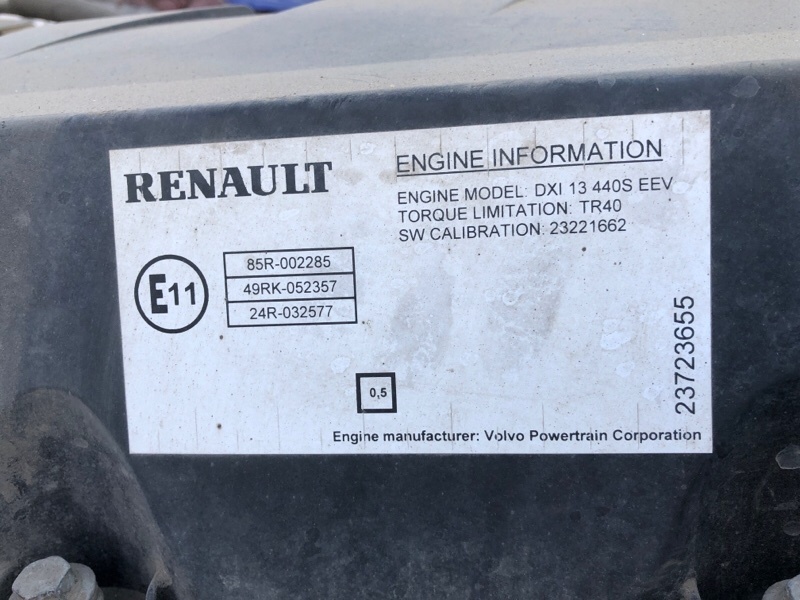 RENAULT
ENGINE INFORMATION
ENGINE MODEL: DXI 13 440S EEV
TORQUE LIMITATION: TR40
SW CALIBRATION: 23221662
E11
85R-002285
49RK-052357
24R-032577
23723655
0,5
Engine manufacturer: Volvo Powertrain Corporation